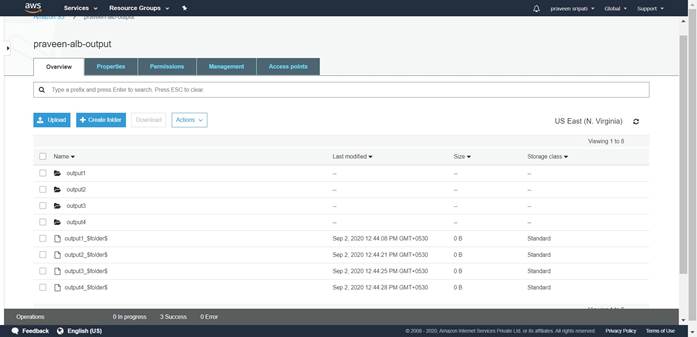 aws Services Resource Groups praveen sripati Global Support
Amazon S3 praveen-alb-output
praveen-alb-output
Overview Properties Permissions Management Access points
Type a prefix and press Enter to search. Press ESC to clear.
Upload Create folder Download Actions US East (N. Virginia)
Viewing 1 to 8
Name Last modified Size Storage class
output1 -- -- --
output2 -- -- --
output3 -- -- --
output4 -- -- --
output1_$folder$ Sep 2, 2020 12:44:08 PM GMT+0530 0 B Standard
output2_$folder$ Sep 2, 2020 12:44:21 PM GMT+0530 0 B Standard
output3_$folder$ Sep 2, 2020 12:44:25 PM GMT+0530 0 B Standard
output4_$folder$ Sep 2, 2020 12:44:28 PM GMT+0530 0 B Standard
Viewing 1 to 8
Operations 0 In progress 3 Success 0 Error
Feedback English (US) © 2008 - 2020, Amazon Internet Services Private Ltd. or its affiliates. All rights reserved. Privacy Policy Terms of Use